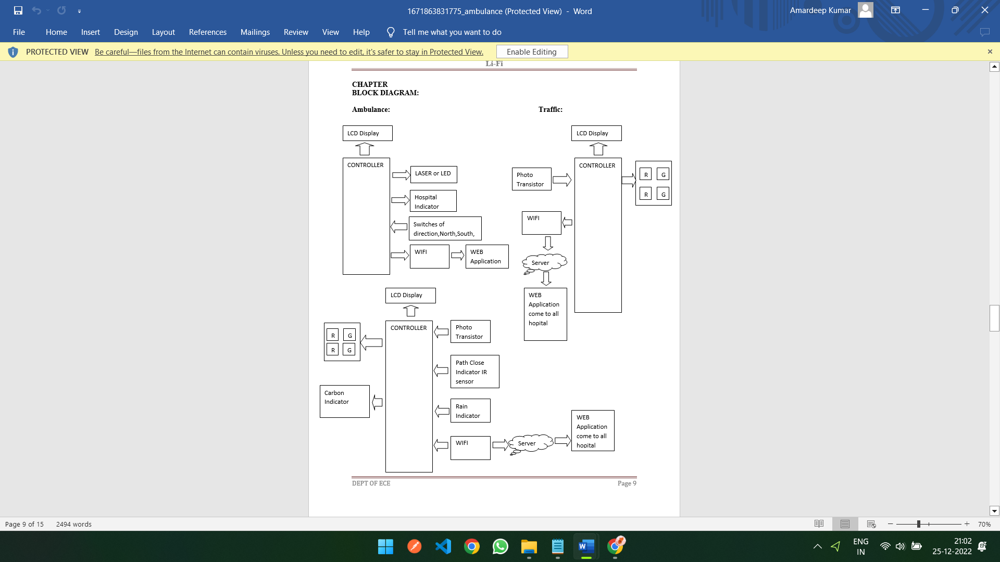 1671863831775_ambulance (Protected View) - Word
Amardeep Kumar
File Home Insert Design Layout References Mailings Review View Help Tell me what you want to do
PROTECTED VIEW Be careful—files from the Internet can contain viruses. Unless you need to edit, it's safer to stay in Protected View. Enable Editing
Li-Fi
CHAPTER
BLOCK DIAGRAM:
Ambulance:
Traffic:
LCD Display
CONTROLLER
LASER or LED
Hospital
Indicator
Switches of
direction,North,South,
WIFI
WEB
Application
LCD Display
CONTROLLER
Photo
Transistor
R G
R G
WIFI
Server
WEB
Application
come to all
hopital
LCD Display
CONTROLLER
R G
R G
Photo
Transistor
Path Close
Indicator IR
sensor
Carbon
Indicator
Rain
Indicator
WIFI
Server
WEB
Application
come to all
hopital
DEPT OF ECE
Page 9
Page 9 of 15 2494 words
70%
ENG
IN
21:02
25-12-2022